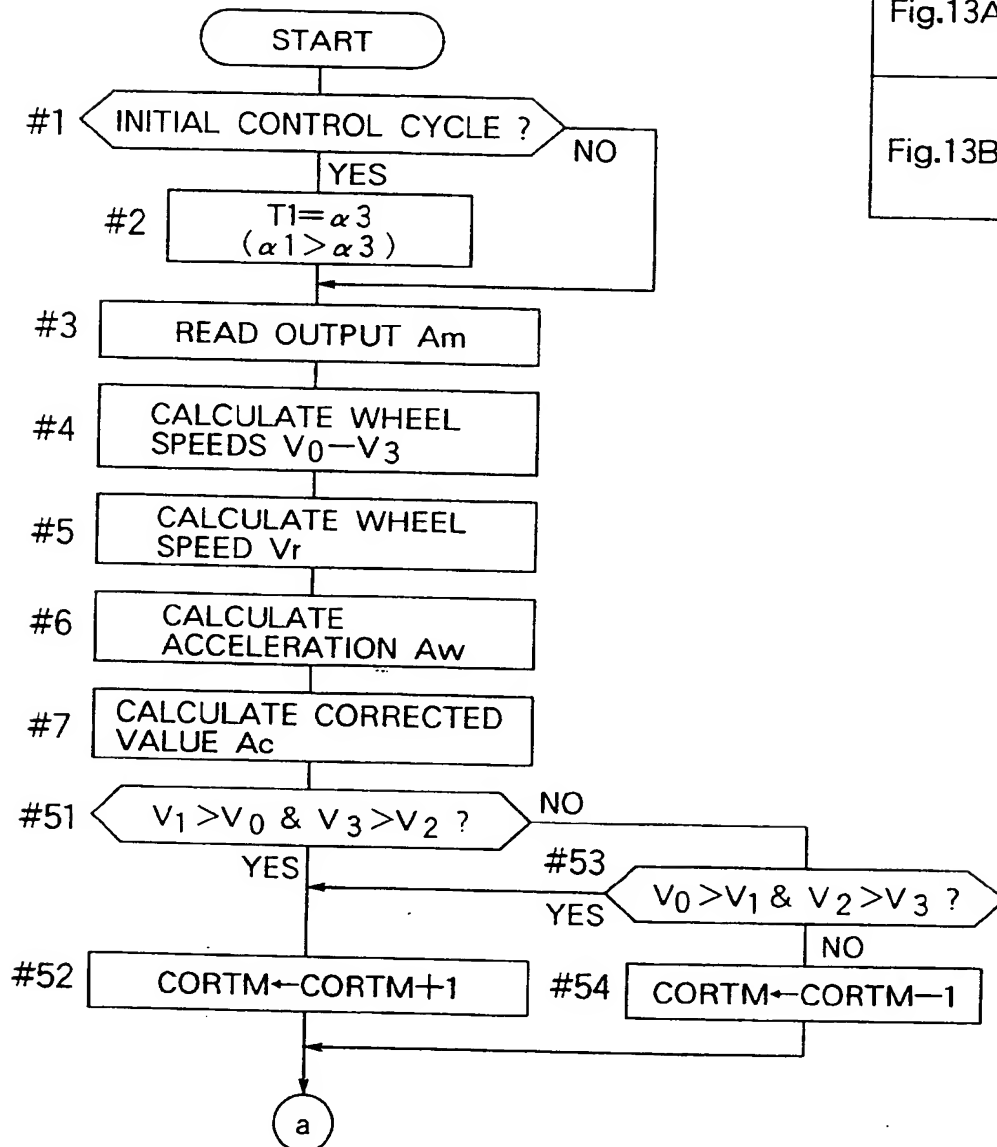 START
Fig.13A
#1
INITIAL CONTROL CYCLE ?
NO
YES
Fig.13B
#2
T1=α3
(α1>α3)
#3
READ OUTPUT Am
#4
CALCULATE WHEEL
SPEEDS V0—V3
#5
CALCULATE WHEEL
SPEED Vr
#6
CALCULATE
ACCELERATION Aw
#7
CALCULATE CORRECTED
VALUE Ac
#51
V1>V0 & V3>V2 ?
NO
YES
#53
V0>V1 & V2>V3 ?
YES
NO
#52
CORTM←CORTM+1
#54
CORTM←CORTM−1
a